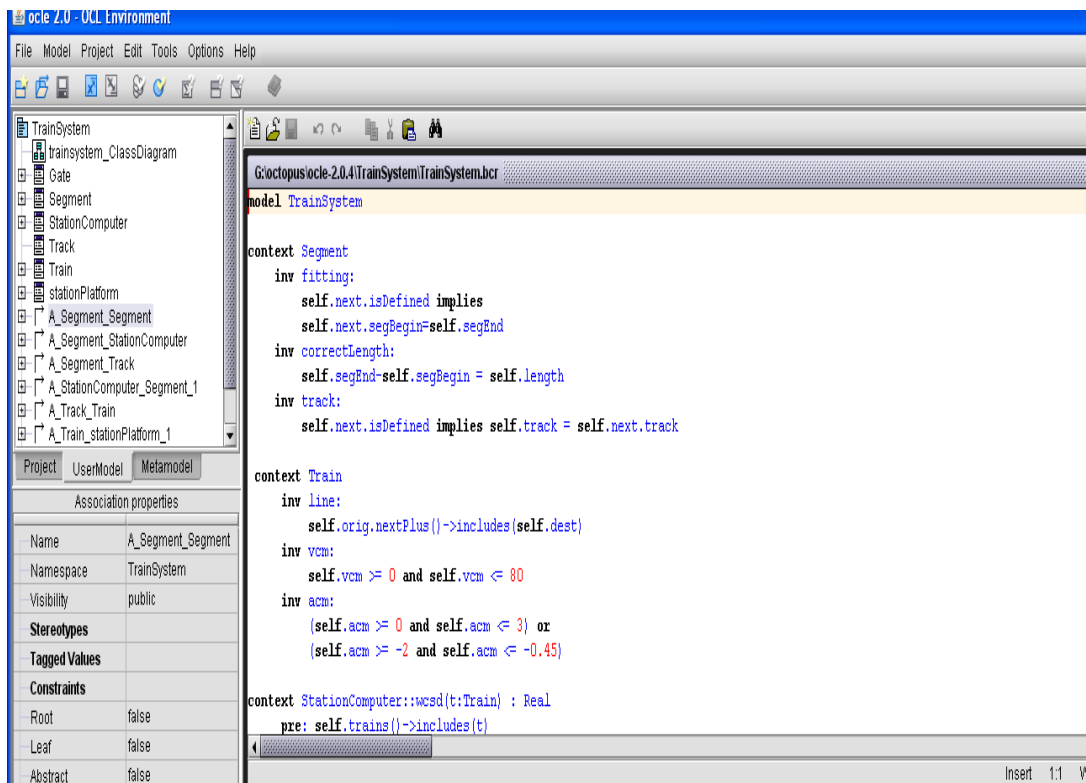 ocle 2.0 - OCL Environment
File Model Project Edit Tools Options Help
TrainSystem
trainsystem_ClassDiagram
Gate
Segment
StationComputer
Track
Train
stationPlatform
A_Segment_Segment
A_Segment_StationComputer
A_Segment_Track
A_StationComputer_Segment_1
A_Track_Train
A_Train_stationPlatform_1
Project UserModel Metamodel
Association properties
Name A_Segment_Segment
Namespace TrainSystem
Visibility public
Stereotypes
Tagged Values
Constraints
Root false
Leaf false
Abstract false
G:\octopus\ocle-2.0.4\TrainSystem\TrainSystem.bcr
model TrainSystem
context Segment
inv fitting:
self.next.isDefined implies
self.next.segBegin=self.segEnd
inv correctLength:
self.segEnd-self.segBegin = self.length
inv track:
self.next.isDefined implies self.track = self.next.track
context Train
inv line:
self.orig.nextPlus()->includes(self.dest)
inv vcm:
self.vcm >= 0 and self.vcm <= 80
inv acm:
(self.acm >= 0 and self.acm <= 3) or
(self.acm >= -2 and self.acm <= -0.45)
context StationComputer::wcsd(t:Train) : Real
pre: self.trains()->includes(t)
Insert 1:1